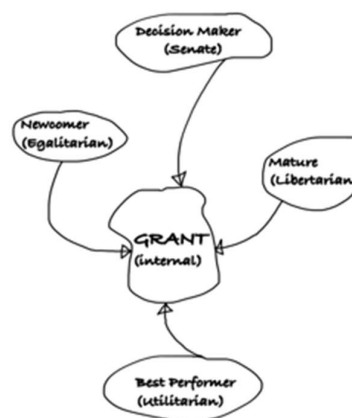 Decision Maker
(Senate)
Newcomer
(Egalitarian)
Mature
(Libertarian
GRANT
(internal)
Best Performer
(Utilitarian)